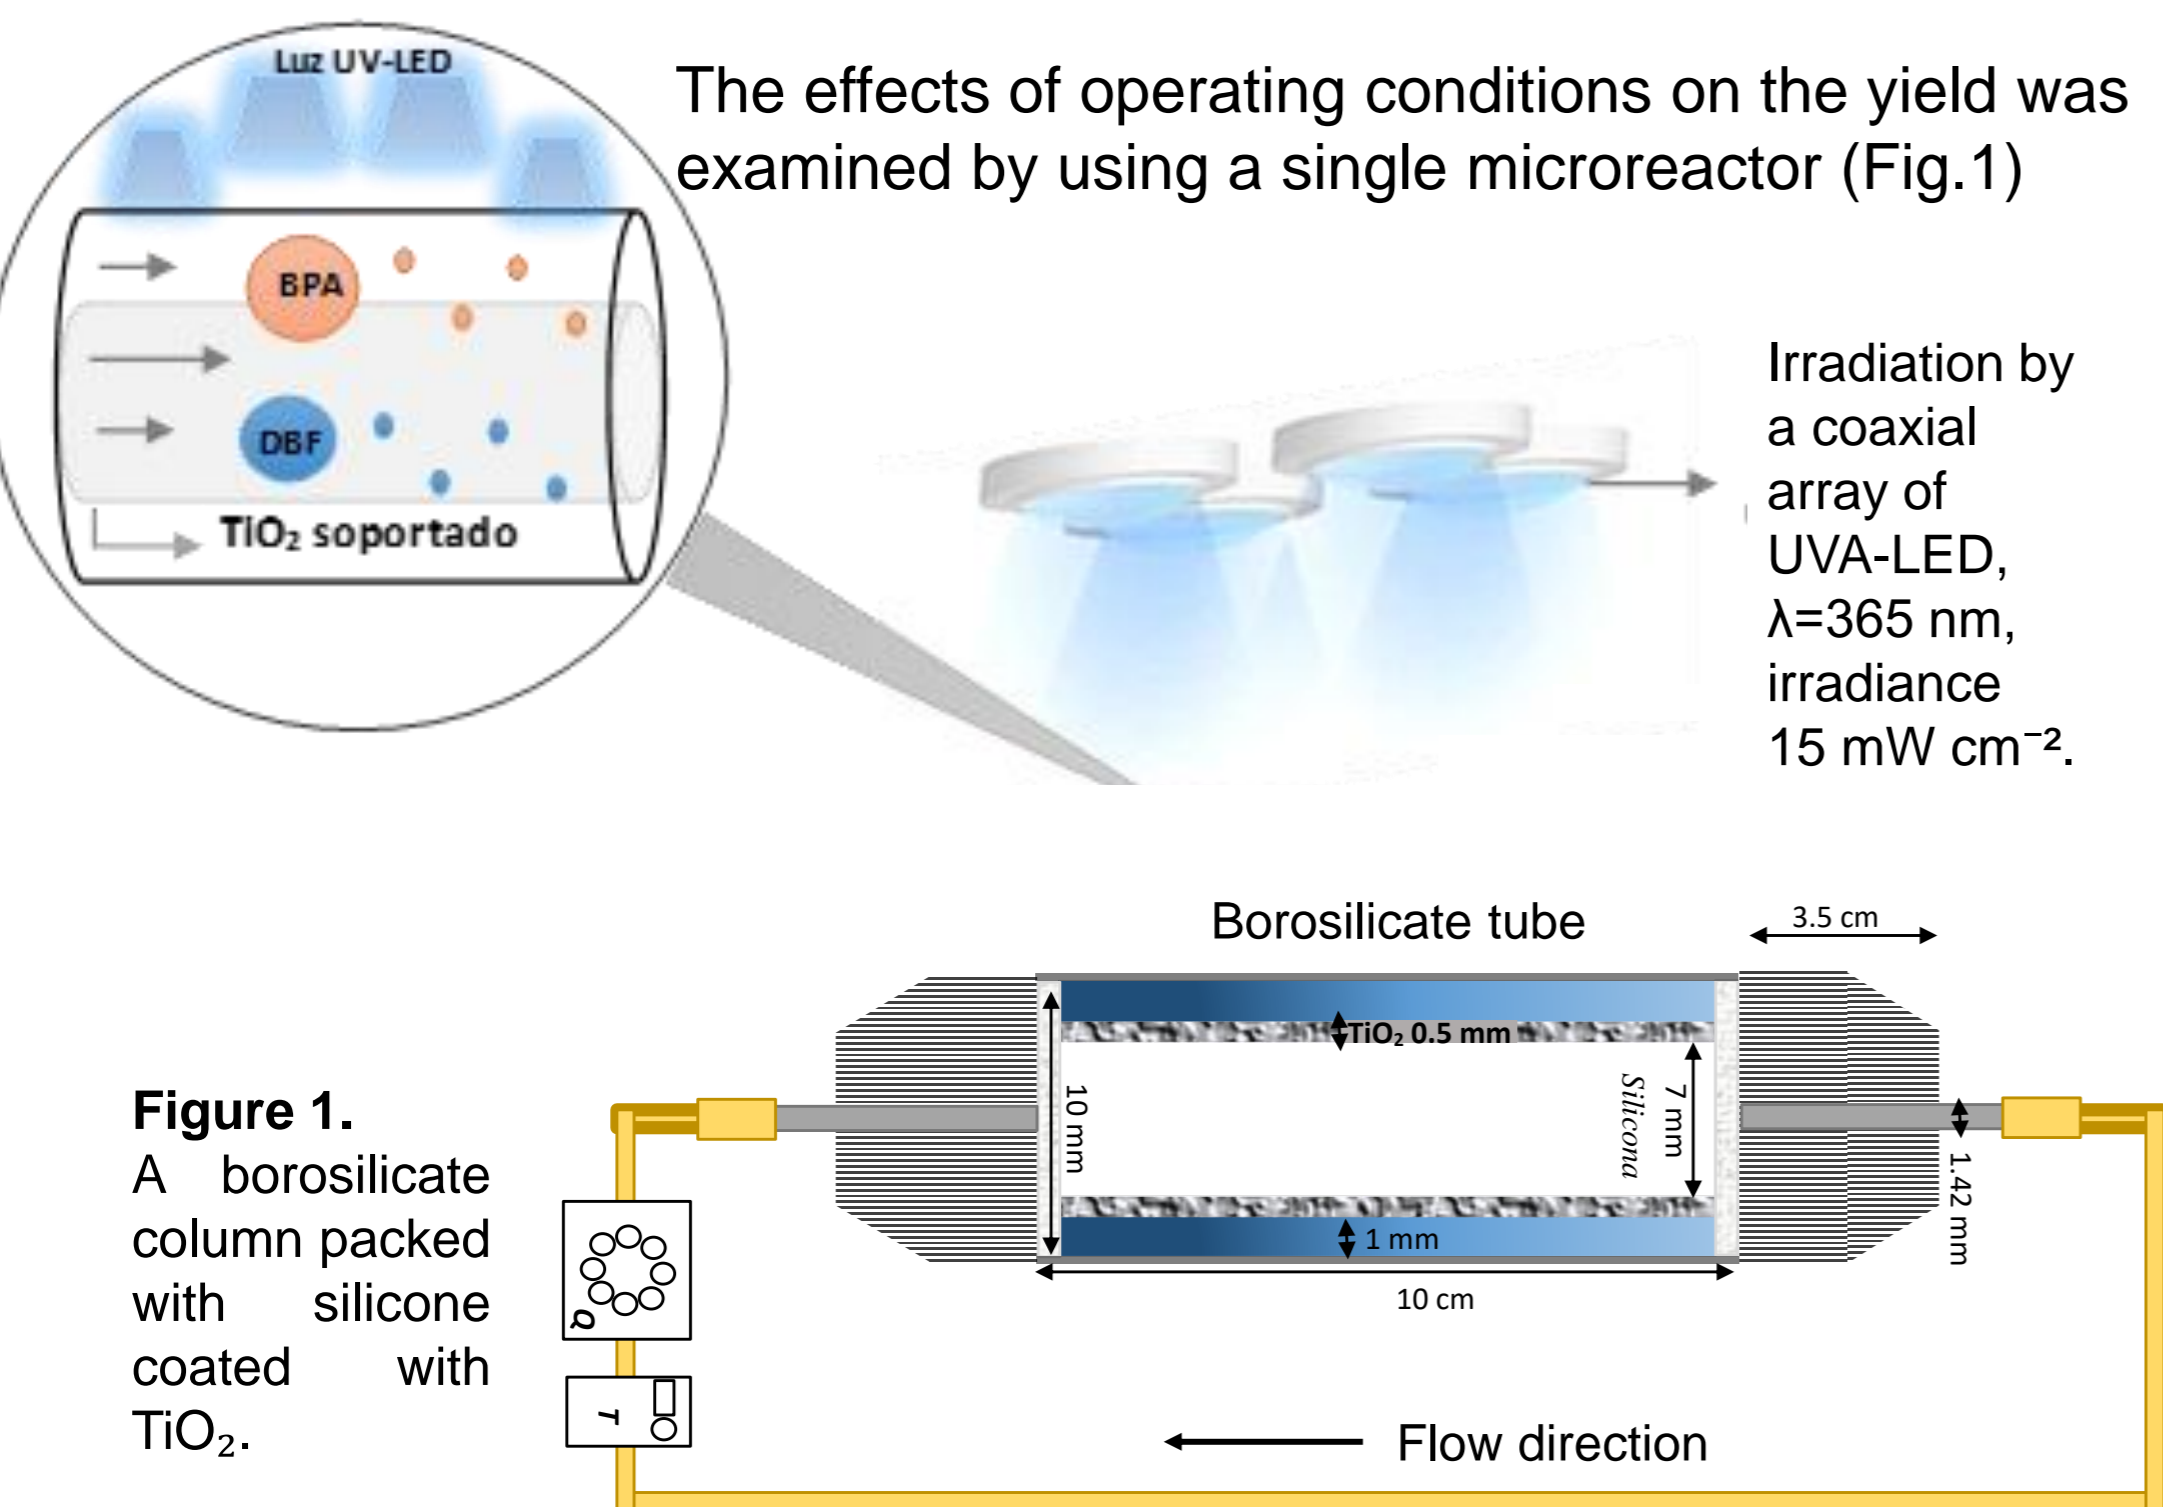 Luz UV-LED
The effects of operating conditions on the yield was
examined by using a single microreactor (Fig.1)
BPA
DBF
TiO₂ soportado
Irradiation by
a coaxial
array of
UVA-LED,
λ=365 nm,
irradiance
15 mW cm⁻².
Borosilicate tube
3.5 cm
TiO₂ 0.5 mm
10 mm
Silicona
7 mm
1.42 mm
1 mm
10 cm
Figure 1.
A borosilicate
column packed
with silicone
coated with
TiO₂.
Q
T
Flow direction